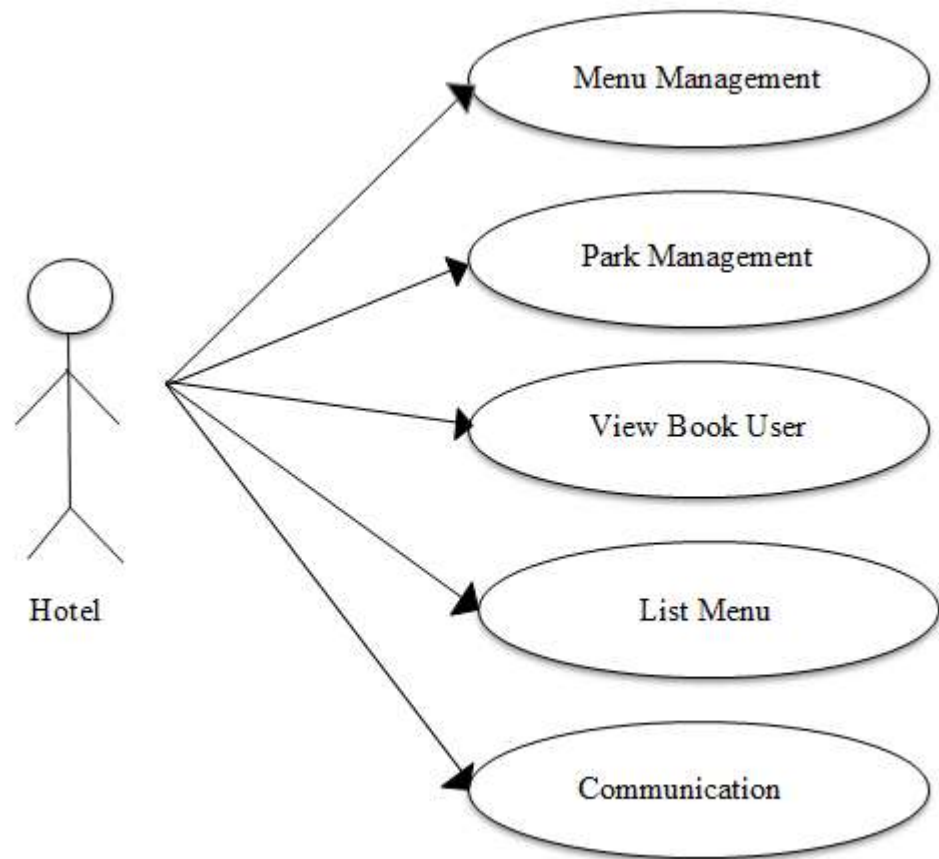 Menu Management
Park Management
View Book User
List Menu
Communication
Hotel